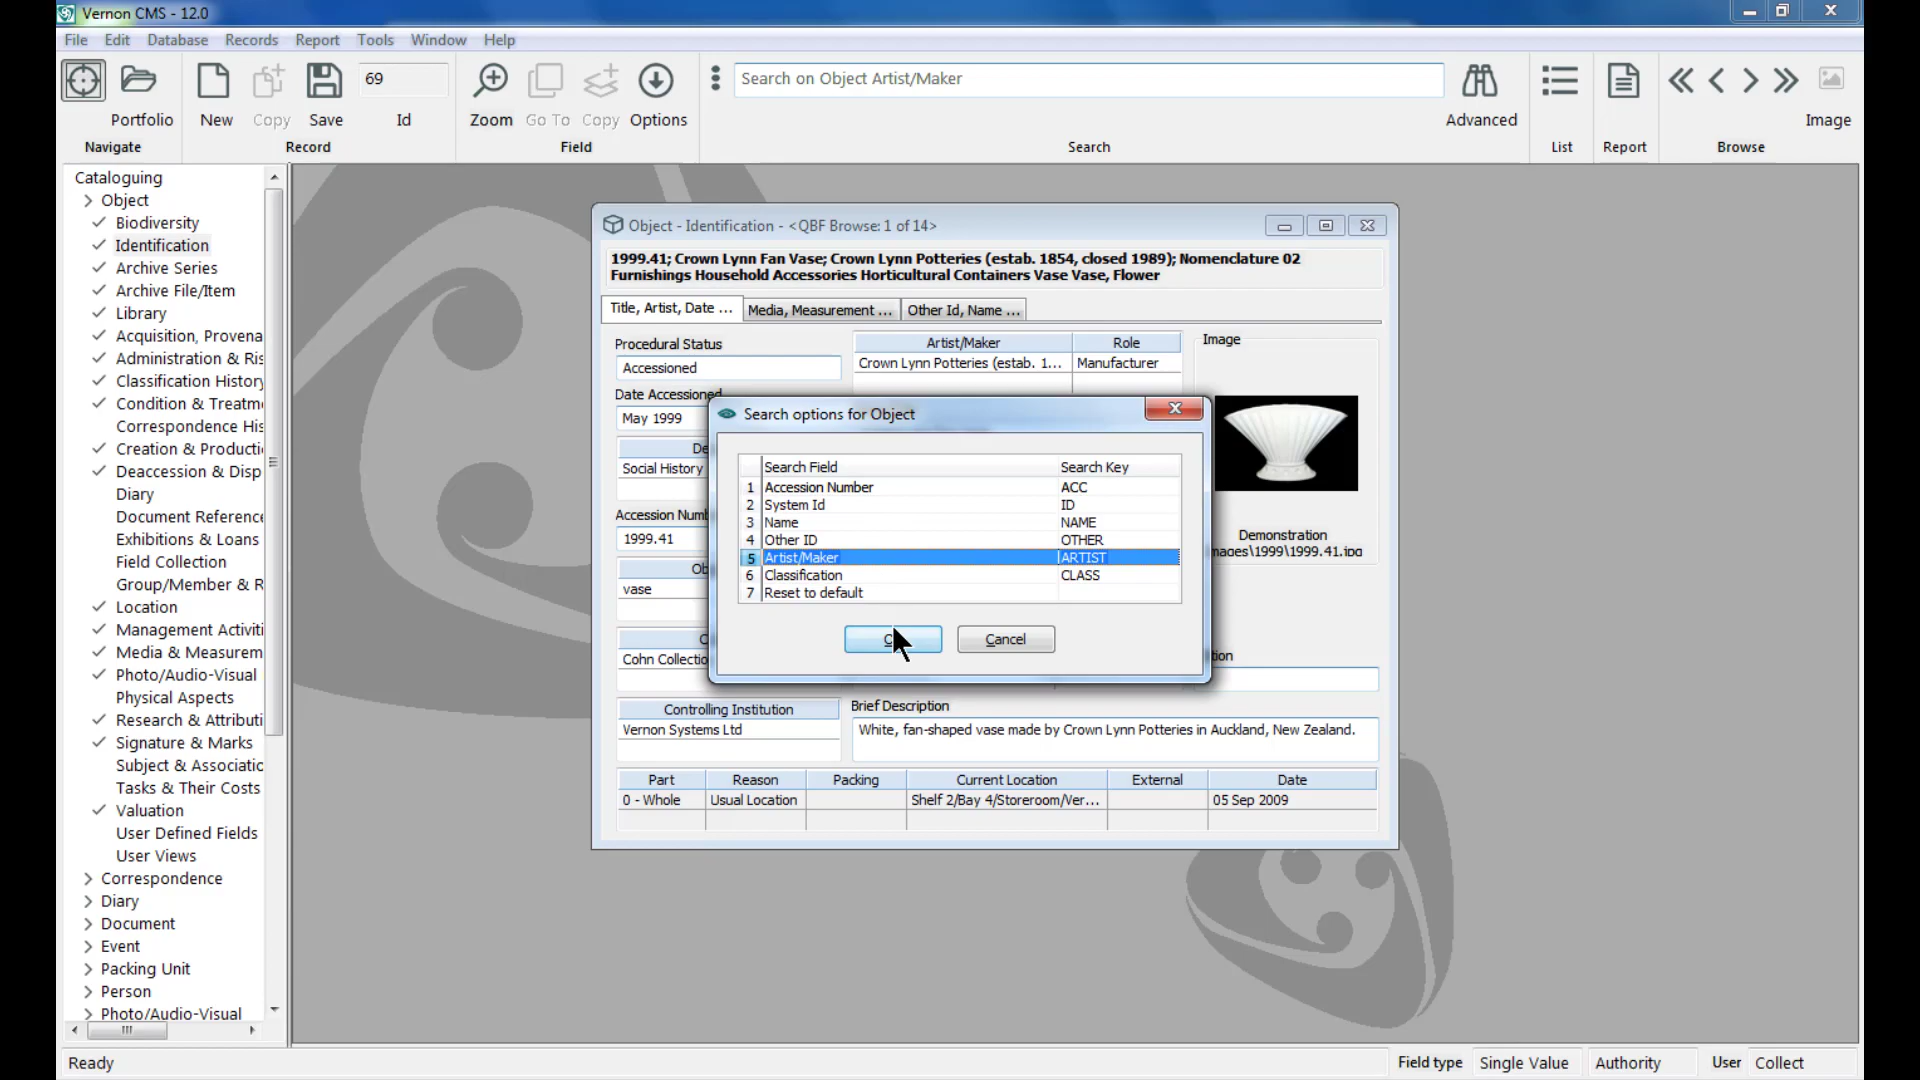 Vernon CMS - 12.0
File Edit Database Records Report Tools Window Help
Portfolio
Navigate
New Copy Save
69
Id
Record
Zoom Go To Copy Options
Field
Search on Object Artist/Maker
Advanced
Search
List
Report
Image
Browse
Cataloguing
Object
Biodiversity
Identification
Archive Series
Archive File/Item
Library
Acquisition, Provena
Administration & Ris
Classification History
Condition & Treatme
Correspondence His
Creation & Producti
Deaccession & Disp
Diary
Document Reference
Exhibitions & Loans
Field Collection
Group/Member & R
Location
Management Activiti
Media & Measurem
Photo/Audio-Visual
Physical Aspects
Research & Attributi
Signature & Marks
Subject & Associatio
Tasks & Their Costs
Valuation
User Defined Fields
User Views
Correspondence
Diary
Document
Event
Packing Unit
Person
Photo/Audio-Visual
Object - Identification - <QBF Browse: 1 of 14>
1999.41; Crown Lynn Fan Vase; Crown Lynn Potteries (estab. 1854, closed 1989); Nomenclature 02
Furnishings Household Accessories Horticultural Containers Vase Vase, Flower
Title, Artist, Date ... Media, Measurement ... Other Id, Name ...
Procedural Status
Accessioned
Date Accessioned
May 1999
De
Social History
Accession Numb
1999.41
Ob
vase
C
Cohn Collectio
Controlling Institution
Vernon Systems Ltd
Artist/Maker Role
Crown Lynn Potteries (estab. 1... Manufacturer
Image
Demonstration
mages\1999\1999.41.jpg
tion
Brief Description
White, fan-shaped vase made by Crown Lynn Potteries in Auckland, New Zealand.
Part Reason Packing Current Location External Date
0 - Whole Usual Location Shelf 2/Bay 4/Storeroom/Ver... 05 Sep 2009
Search options for Object
Search Field Search Key
1 Accession Number ACC
2 System Id ID
3 Name NAME
4 Other ID OTHER
5 Artist/Maker ARTIST
6 Classification CLASS
7 Reset to default
Cancel
Ready
Field type Single Value Authority User Collect